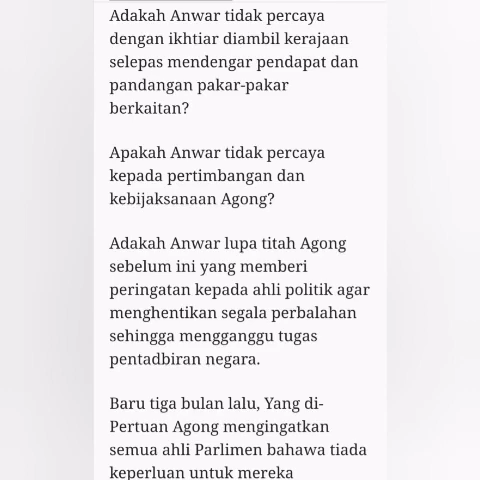 Adakah Anwar tidak percaya
dengan ikhtiar diambil kerajaan
selepas mendengar pendapat dan
pandangan pakar-pakar
berkaitan?
Apakah Anwar tidak percaya
kepada pertimbangan dan
kebijaksanaan Agong?
Adakah Anwar lupa titah Agong
sebelum ini yang memberi
peringatan kepada ahli politik agar
menghentikan segala perbalahan
sehingga mengganggu tugas
pentadbiran negara.
Baru tiga bulan lalu, Yang di-
Pertuan Agong mengingatkan
semua ahli Parlimen bahawa tiada
keperluan untuk mereka